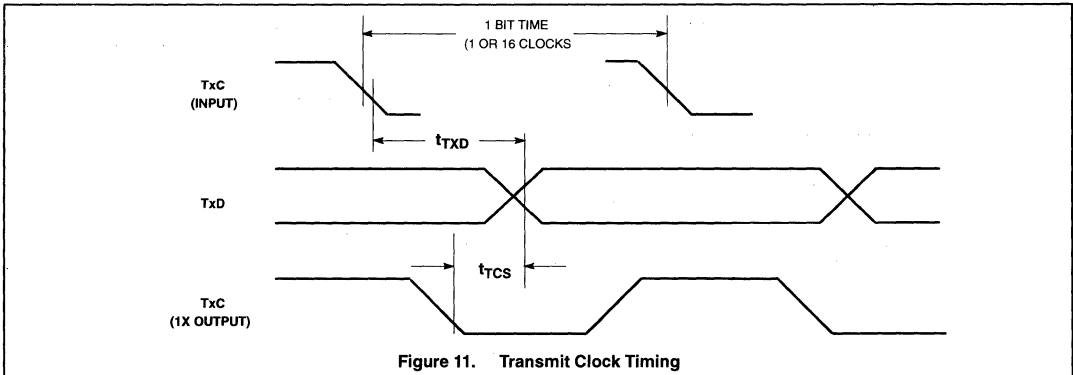 1 BIT TIME
(1 OR 16 CLOCKS
TxC
(INPUT)
tTXD
TxD
tTCS
TxC
(1X OUTPUT)
Figure 11. Transmit Clock Timing